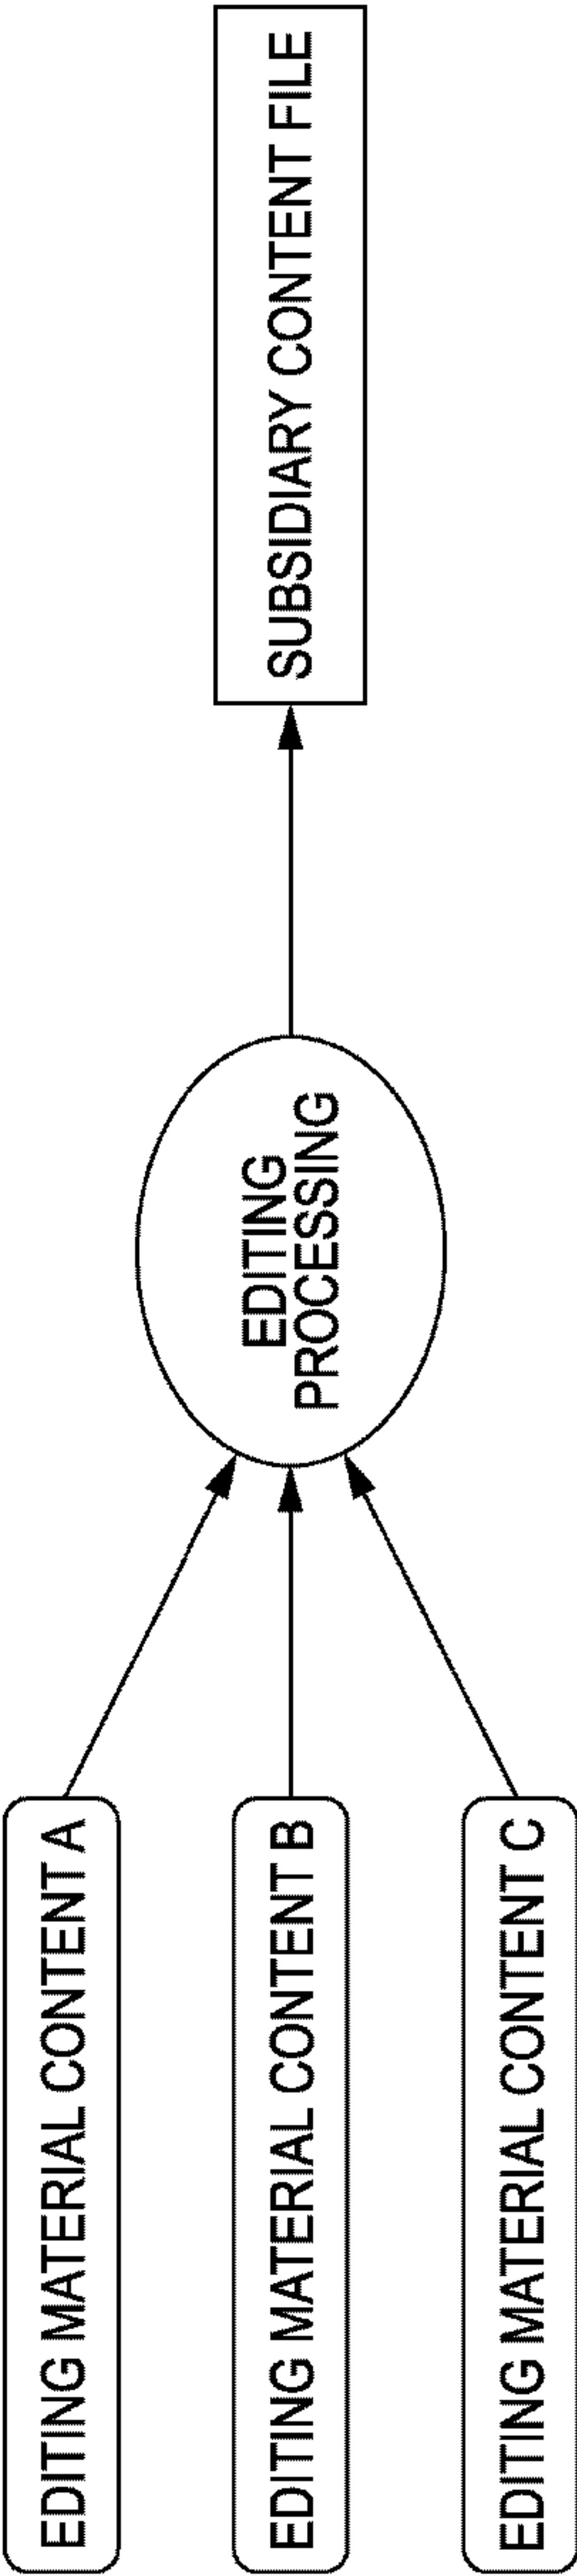 EDITING MATERIAL CONTENT A
EDITING MATERIAL CONTENT B
EDITING MATERIAL CONTENT C
EDITING
PROCESSING
SUBSIDIARY CONTENT FILE